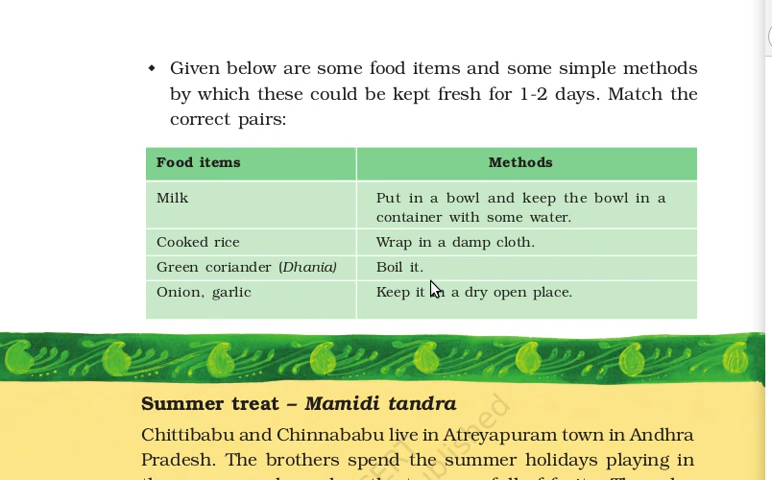 ◆ Given below are some food items and some simple methods
by which these could be kept fresh for 1-2 days. Match the
correct pairs:
Food items Methods
Milk Put in a bowl and keep the bowl in a
container with some water.
Cooked rice Wrap in a damp cloth.
Green coriander (Dhania) Boil it.
Onion, garlic Keep it in a dry open place.
Summer treat – Mamidi tandra
Chittibabu and Chinnababu live in Atreyapuram town in Andhra
Pradesh. The brothers spend the summer holidays playing in